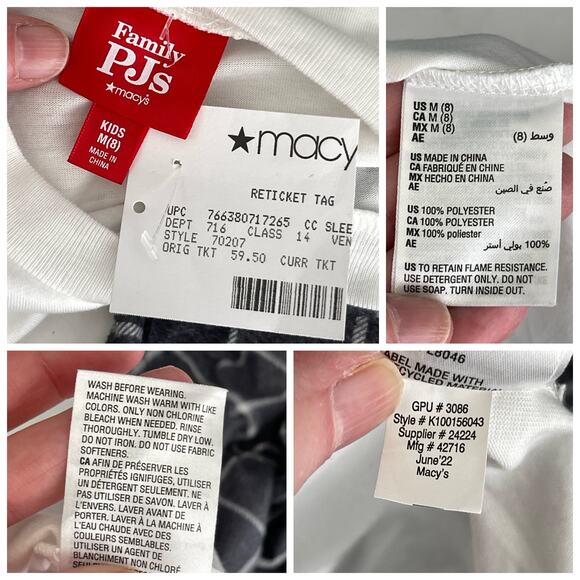 Family
PJs
★macy's
KIDS
M(8)
MADE IN
CHINA
★macy
RETICKET TAG
UPC 766380717265 CC SLEE
DEPT 716 CLASS 14 VEN
STYLE 70207
ORIG TKT 59.50 CURR TKT
US M (8)
CA M (8)
MX M (8)
AE وسط (8)
US MADE IN CHINA
CA FABRIQUÉ EN CHINE
MX HECHO EN CHINA
AE صُنع في الصين
US 100% POLYESTER
CA 100% POLYESTER
MX 100% poliester
AE 100% بولي أستر
US TO RETAIN FLAME RESISTANCE.
USE DETERGENT ONLY. DO NOT
USE SOAP. TURN INSIDE OUT.
WASH BEFORE WEARING.
MACHINE WASH WARM WITH LIKE
COLORS. ONLY NON CHLORINE
BLEACH WHEN NEEDED. RINSE
THOROUGHLY. TUMBLE DRY LOW.
DO NOT IRON. DO NOT USE FABRIC
SOFTENERS.
CA AFIN DE PRÉSERVER LES
PROPRIÉTÉS IGNIFUGES, UTILISER
UN DÉTERGENT SEULEMENT. NE
PAS UTILISER DE SAVON. LAVER À
L'ENVERS. LAVER AVANT DE
PORTER. LAVER À LA MACHINE À
L'EAU CHAUDE AVEC DES
COULEURS SEMBLABLES.
UTILISER UN AGENT DE
BLANCHIMENT NON CHLORÉ
28046
LABEL MADE WITH
RECYCLED MATERIAL
GPU # 3086
Style # K100156043
Supplier # 24224
Mfg # 42716
June'22
Macy's